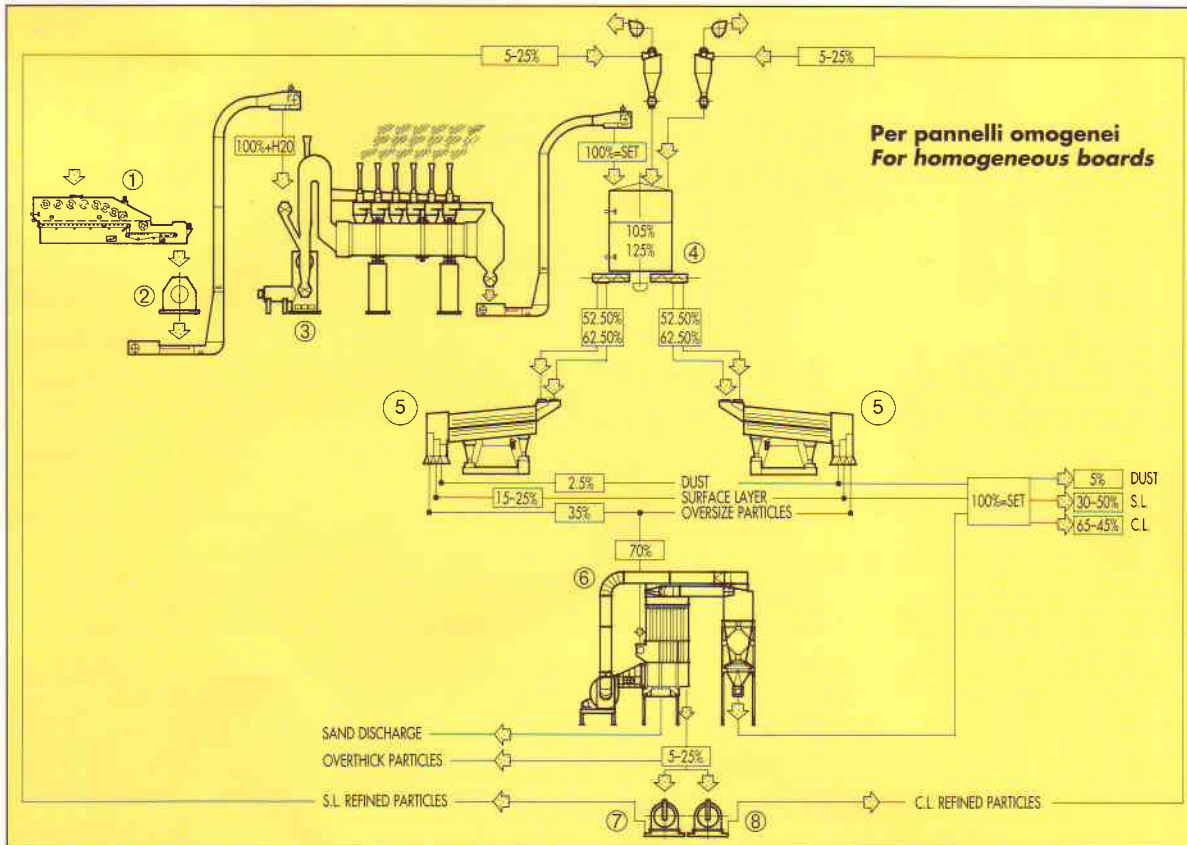 5-25%
5-25%
Per pannelli omogenei
For homogeneous boards
100%+H20
100%=SET
①
②
③
105%
125%
④
52.50%
62.50%
52.50%
62.50%
5
5
2.5%
DUST
15-25%
SURFACE LAYER
35%
OVERSIZE PARTICLES
100%=SET
5%
DUST
30-50%
S.L.
65-45%
C.L.
70%
⑥
SAND DISCHARGE
OVERTHICK PARTICLES
5-25%
S.L. REFINED PARTICLES
C.L. REFINED PARTICLES
⑦
⑧